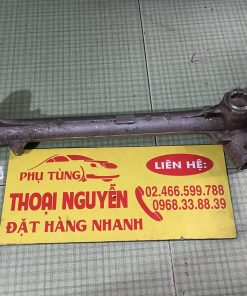 PHỤ TÙNG
LIÊN HỆ:
THOẠI NGUYỄN
02.466.599.788
0968.33.88.39
ĐẶT HÀNG NHANH